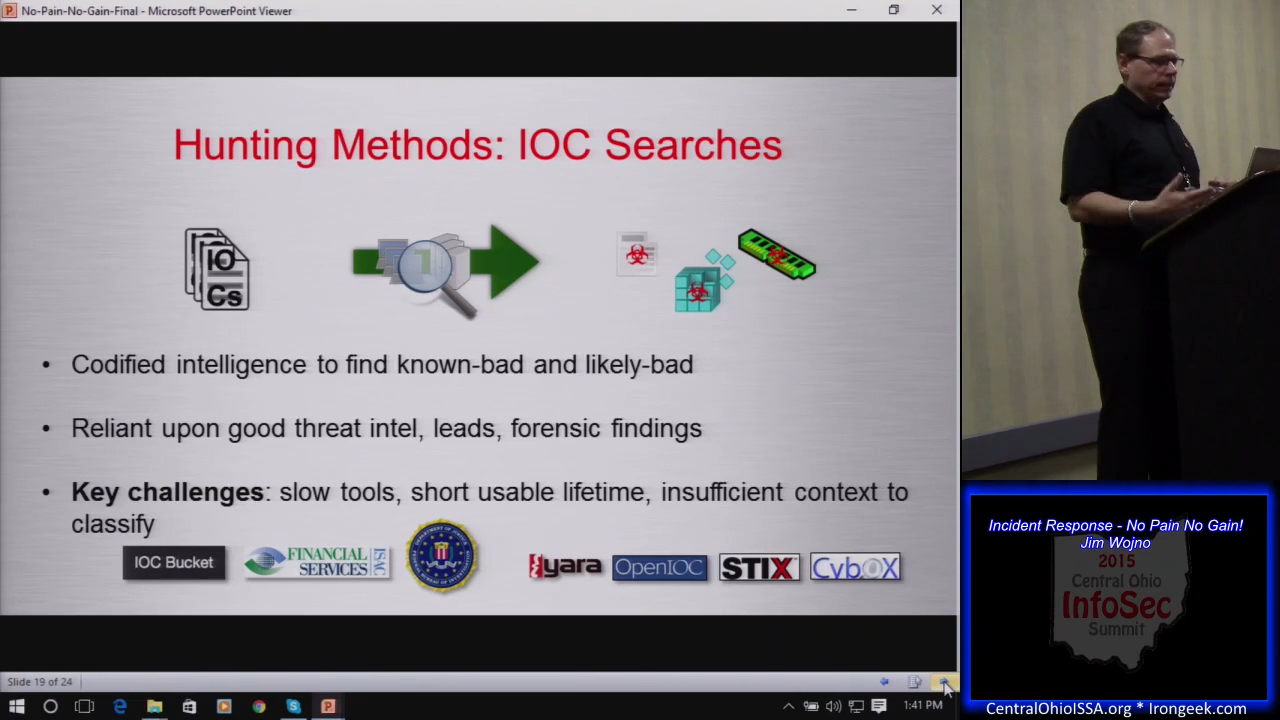 No-Pain-No-Gain-Final - Microsoft PowerPoint Viewer
Hunting Methods: IOC Searches
IO
Cs
• Codified intelligence to find known-bad and likely-bad
• Reliant upon good threat intel, leads, forensic findings
• Key challenges: slow tools, short usable lifetime, insufficient context to
classify
IOC Bucket
FINANCIAL
SERVICES
ISAC
yara
OpenIOC
STIX
CybOX
Slide 19 of 24
1:41 PM
Incident Response - No Pain No Gain!
Jim Wojno
2015
Central Ohio
InfoSec
Summit
CentralOhioISSA.org * Irongeek.com